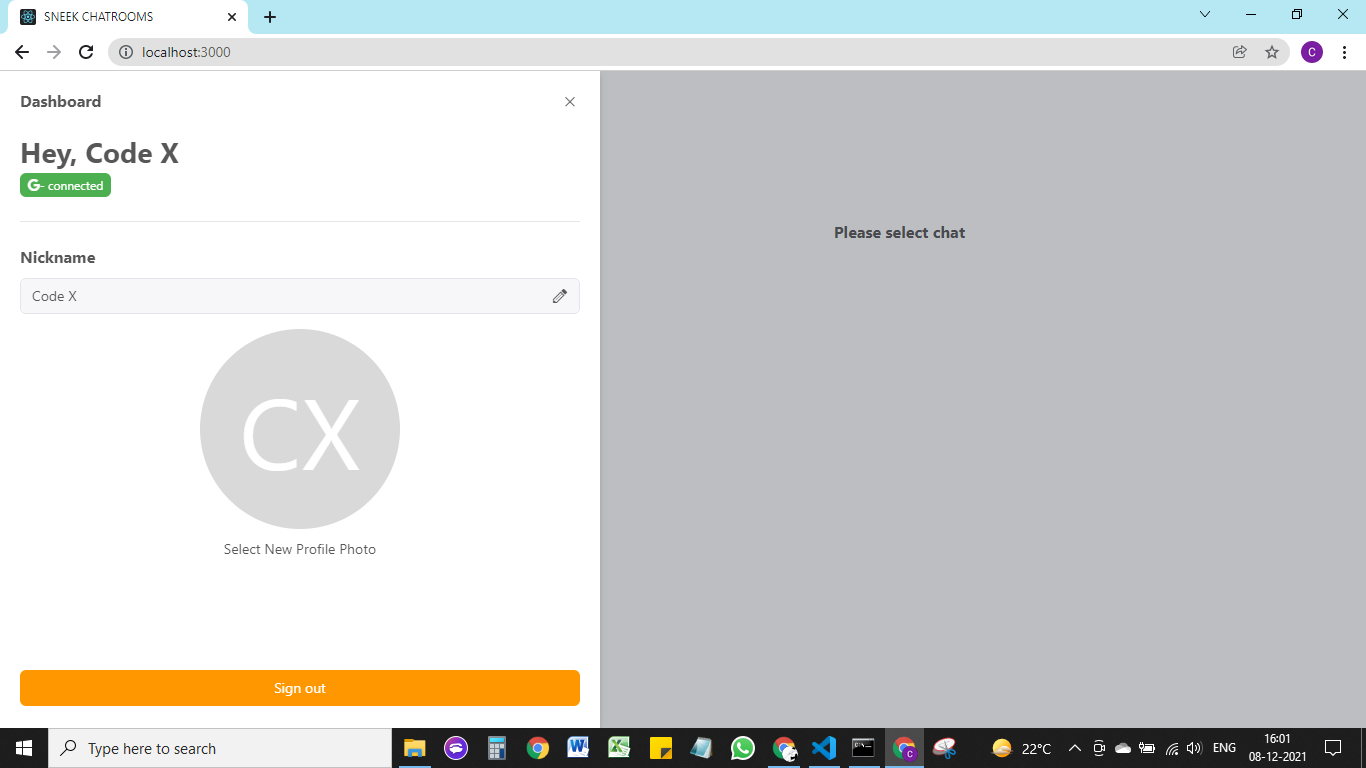 SNEEK CHATROOMS
localhost:3000
C
Dashboard
Hey, Code X
G - connected
Nickname
Code X
CX
Select New Profile Photo
Sign out
Please select chat
Type here to search
22°C
ENG
16:01
08-12-2021